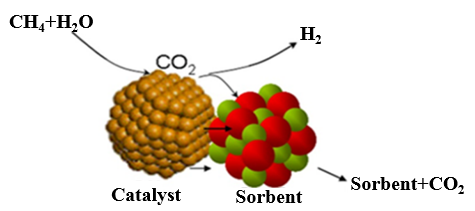 CH₄+H₂O
H₂
CO₂
Catalyst
Sorbent
Sorbent+CO₂